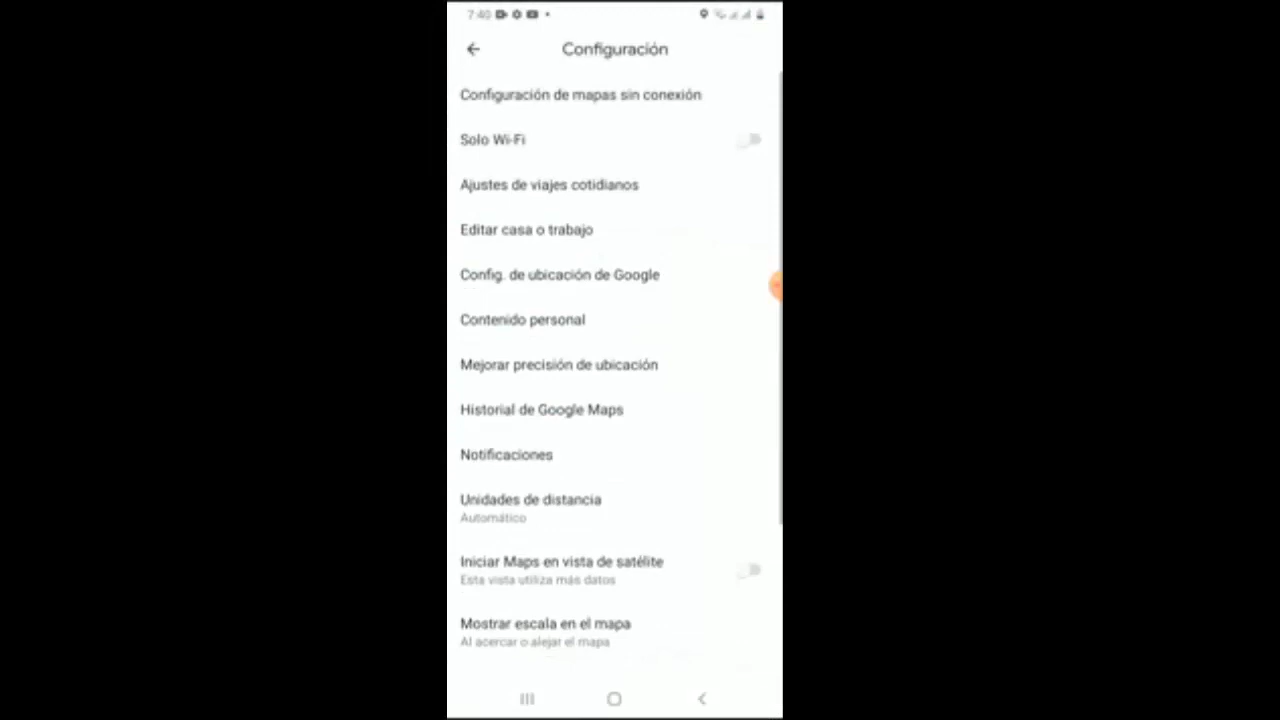 7:40
Configuración
Configuración de mapas sin conexión
Solo Wi-Fi
Ajustes de viajes cotidianos
Editar casa o trabajo
Config. de ubicación de Google
Contenido personal
Mejorar precisión de ubicación
Historial de Google Maps
Notificaciones
Unidades de distancia
Automático
Iniciar Maps en vista de satélite
Esta vista utiliza más datos
Mostrar escala en el mapa
Al acercar o alejar el mapa